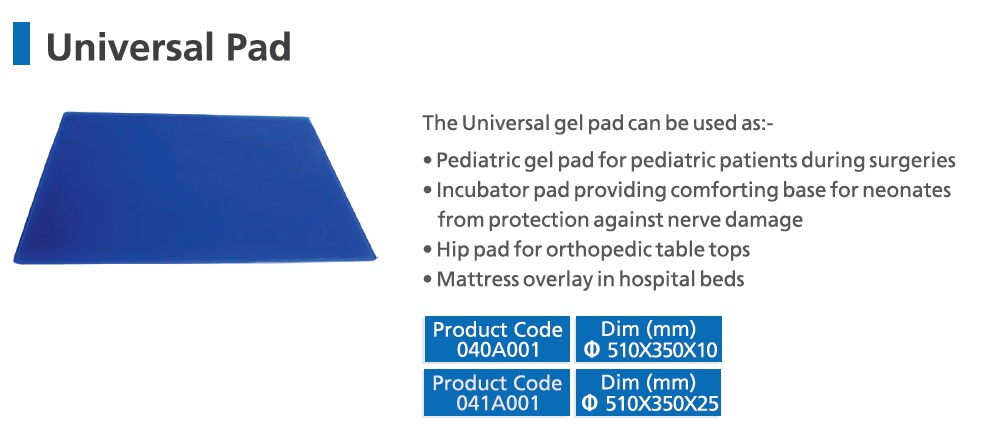 Universal Pad
The Universal gel pad can be used as:-
• Pediatric gel pad for pediatric patients during surgeries
• Incubator pad providing comforting base for neonates
from protection against nerve damage
• Hip pad for orthopedic table tops
• Mattress overlay in hospital beds
Product Code Dim (mm)
040A001 Φ 510X350X10
Product Code Dim (mm)
041A001 Φ 510X350X25